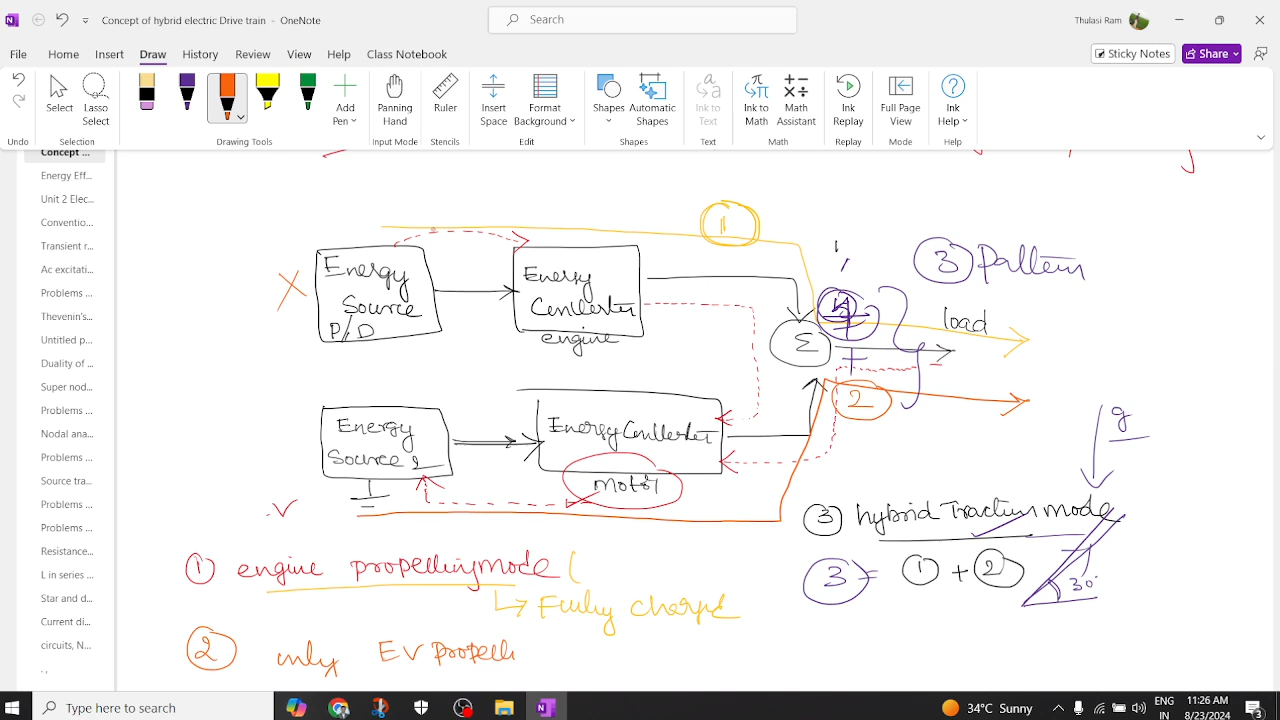 Concept of hybrid electric Drive train - OneNote
Search
Thulasi Ram
File Home Insert Draw History Review View Help Class Notebook
Sticky Notes Share
Undo
Select
Lasso Select
Selection
Drawing Tools
Add Pen
Panning Hand
Input Mode
Ruler
Stencils
Insert Space
Format Background
Edit
Shapes
Automatic Shapes
Shapes
Ink to Text
Text
Ink to Math
Math Assistant
Math
Ink Replay
Replay
Full Page View
Mode
Ink Help
Help
Concept ...
Energy Eff...
Unit 2 Elec...
Conventio...
Transient r...
Ac excitati...
Problems ...
Thevenin's...
Untitled p...
Duality of ...
Super nod...
Problems ...
Nodal ana...
Problems ...
Source tra...
Problems ...
Problems ...
Resistance...
L in series ...
Star and d...
Current di...
circuits, N...
1
3 Pattern
Energy Source P/D
Energy Converter
engine
Σ
load
+
2
Energy Source 2
Energy Converter
motor
g
3 hybrid Traction mode
3 = 1 + 2
30°
1 engine propelling mode (
↳ Fully charged
2 only EV propelli
Type here to search
34°C Sunny
ENG
IN
11:26 AM
8/23/2024
3